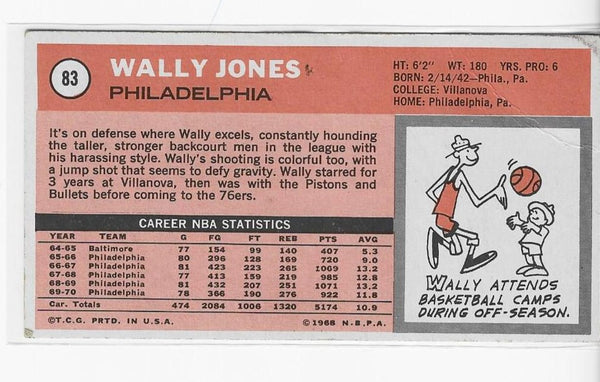 83
WALLY JONES
PHILADELPHIA
HT: 6'2" WT: 180 YRS. PRO: 6
BORN: 2/14/42-Phila., Pa.
COLLEGE: Villanova
HOME: Philadelphia, Pa.
It's on defense where Wally excels, constantly hounding
the taller, stronger backcourt men in the league with
his harassing style. Wally's shooting is colorful too, with
a jump shot that seems to defy gravity. Wally starred for
3 years at Villanova, then was with the Pistons and
Bullets before coming to the 76ers.
CAREER NBA STATISTICS
YEAR TEAM G FG FT REB PTS AVG
64-65 Baltimore 77 154 99 140 407 5.3
65-66 Philadelphia 80 296 128 169 720 9.0
66-67 Philadelphia 81 423 223 265 1069 13.2
67-68 Philadelphia 77 413 159 219 985 12.8
68-69 Philadelphia 81 432 207 251 1071 13.2
69-70 Philadelphia 78 366 190 276 922 11.8
Car. Totals 474 2084 1006 1320 5174 10.9
©T.C.G. PRTD. IN U.S.A. ©1968 N.B.P.A.
WALLY ATTENDS
BASKETBALL CAMPS
DURING OFF-SEASON.